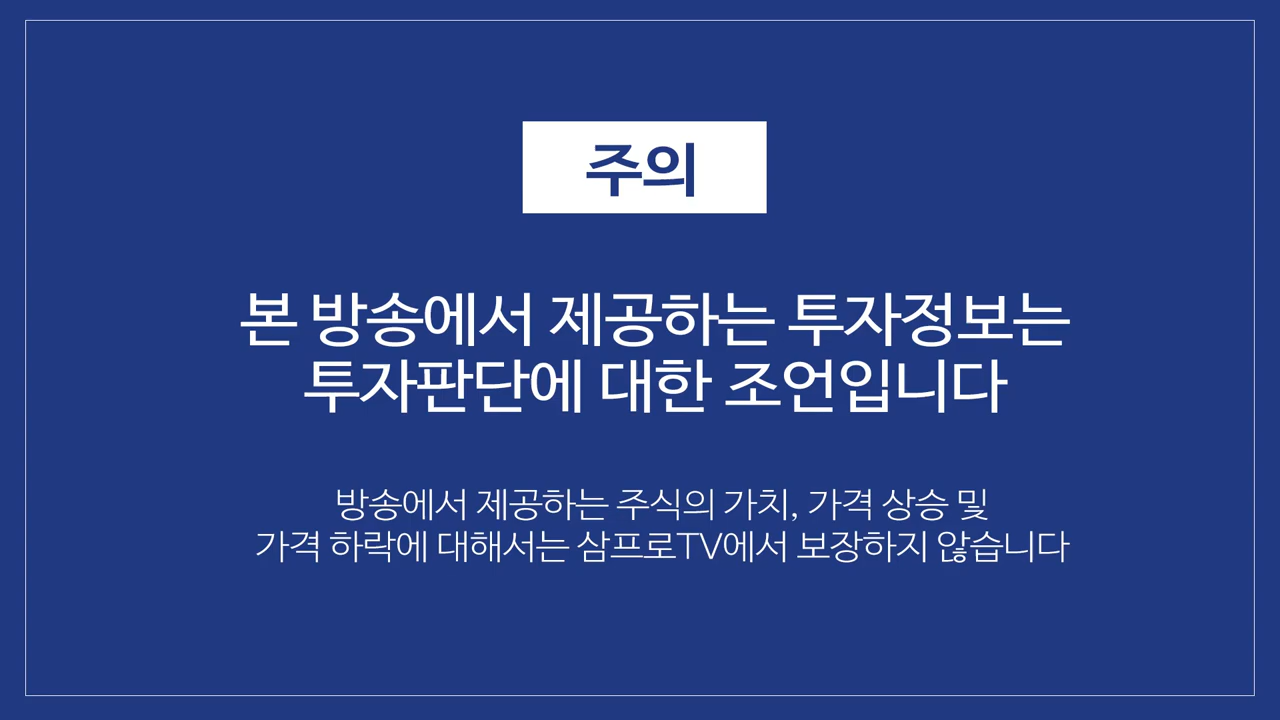 주의
본 방송에서 제공하는 투자정보는
투자판단에 대한 조언입니다
방송에서 제공하는 주식의 가치, 가격 상승 및
가격 하락에 대해서는 삼프로TV에서 보장하지 않습니다